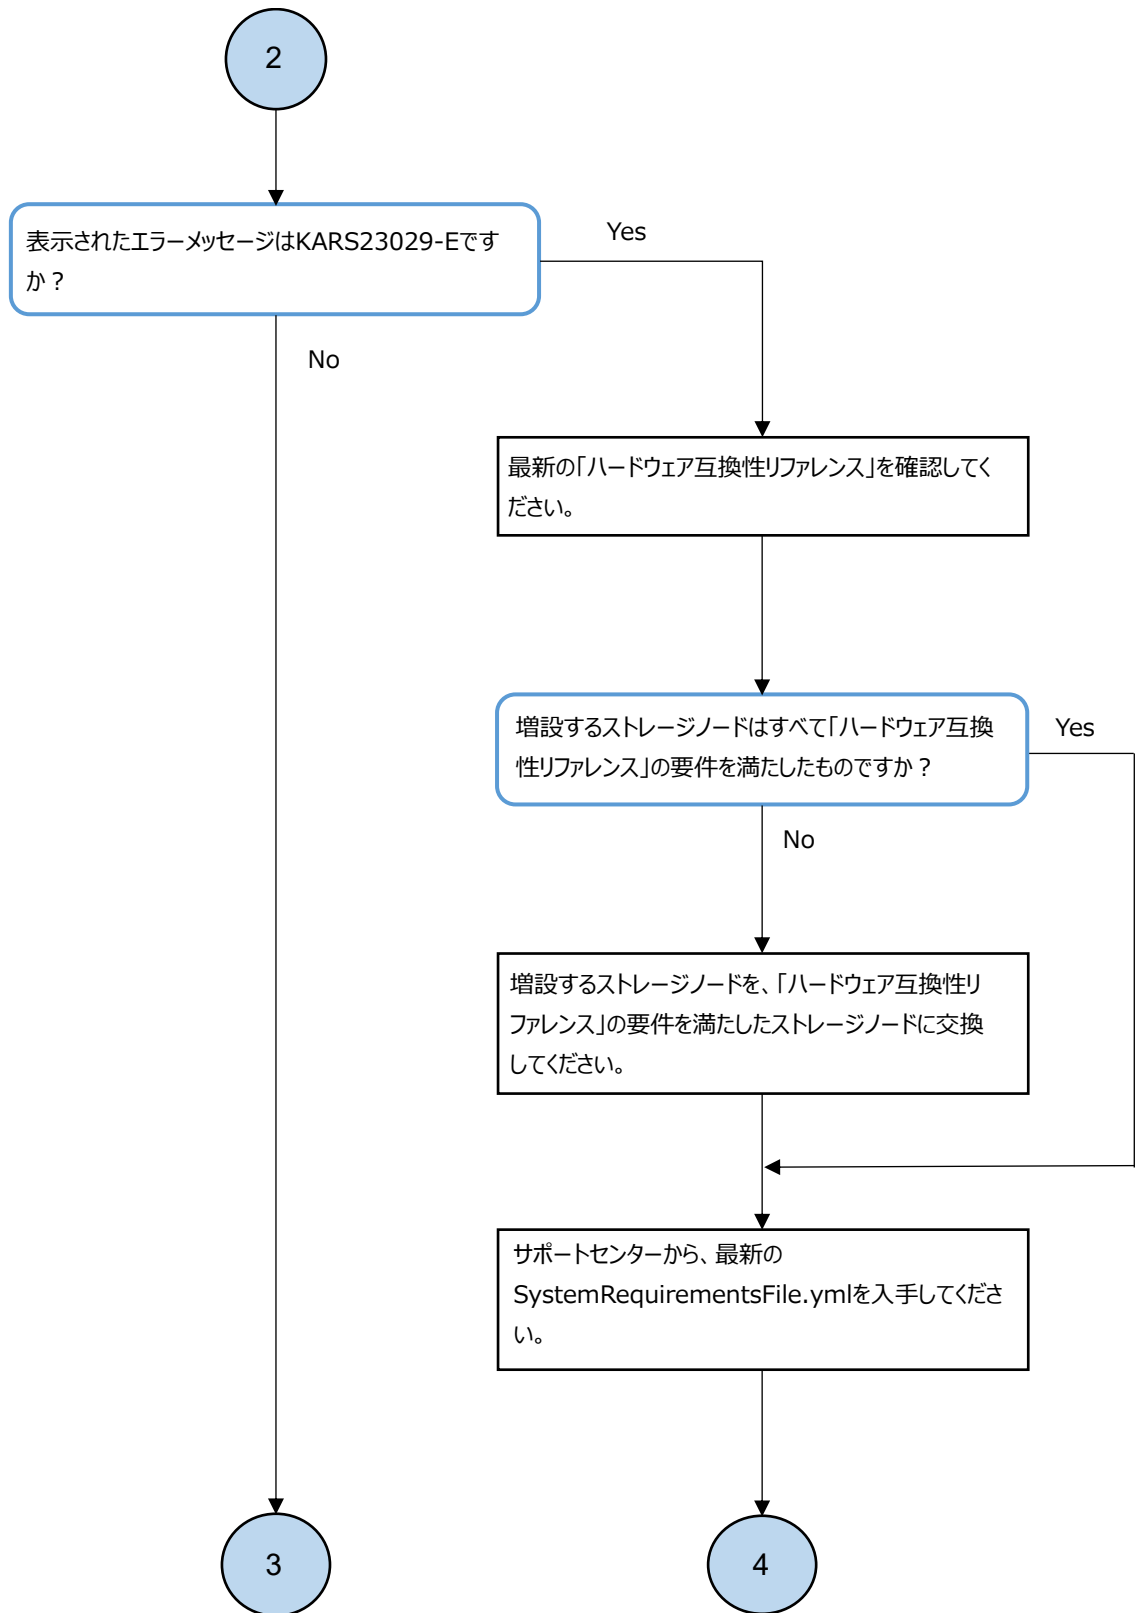 2
表示されたエラーメッセージはKARS23029-Eです
か？
Yes
No
最新の「ハードウェア互換性リファレンス」を確認してく
ださい。
増設するストレージノードはすべて「ハードウェア互換
性リファレンス」の要件を満たしたものですか？
Yes
No
増設するストレージノードを、「ハードウェア互換性リ
ファレンス」の要件を満たしたストレージノードに交換
してください。
サポートセンターから、最新の
SystemRequirementsFile.ymlを入手してくださ
い。
3
4